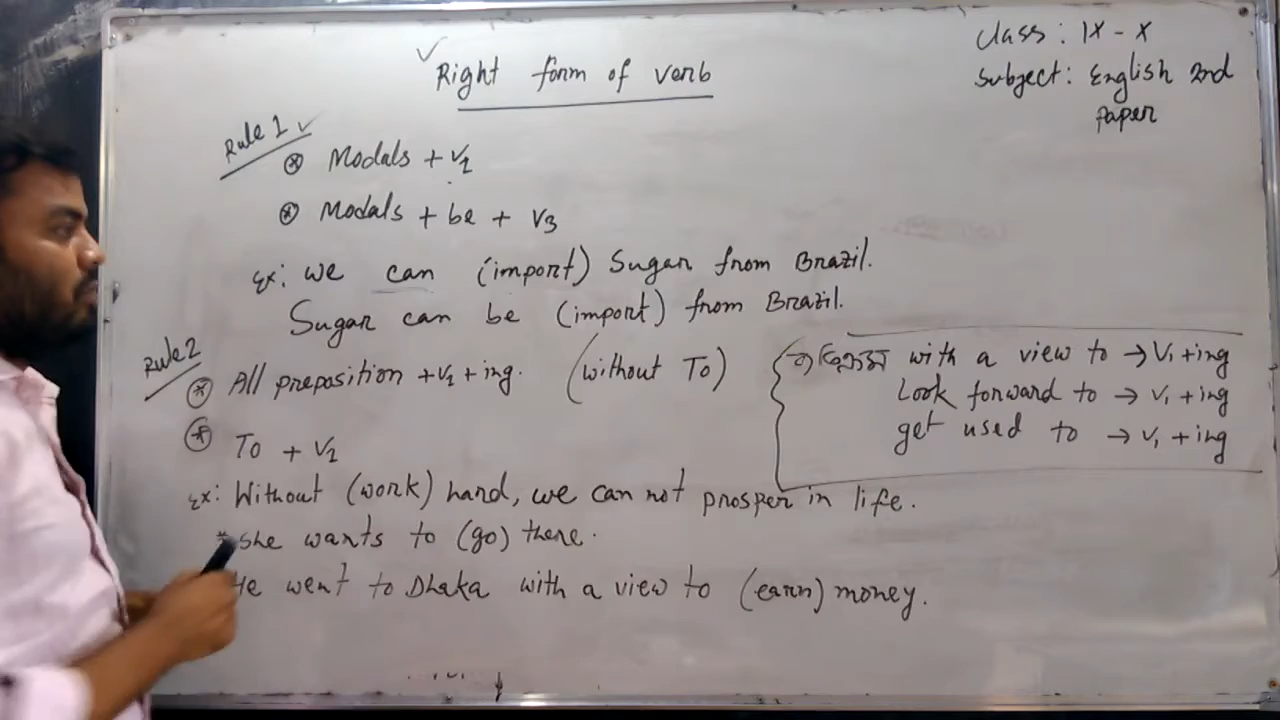 ✓ Right form of verb
Class: IX - X
Subject: English 2nd
Paper
Rule 1 ✓
⊛ Modals + V1
⊛ Modals + be + V3
Ex: We can (import) Sugar from Brazil.
Sugar can be (import) from Brazil.
Rule 2
⊛ All preposition + V1 + ing. (without To)
⊛ To + V1
with a view to → V1 + ing
Look forward to → V1 + ing
get used to → V1 + ing
Ex: Without (work) hard, we can not prosper in life.
* She wants to (go) there.
He went to Dhaka with a view to (earn) money.